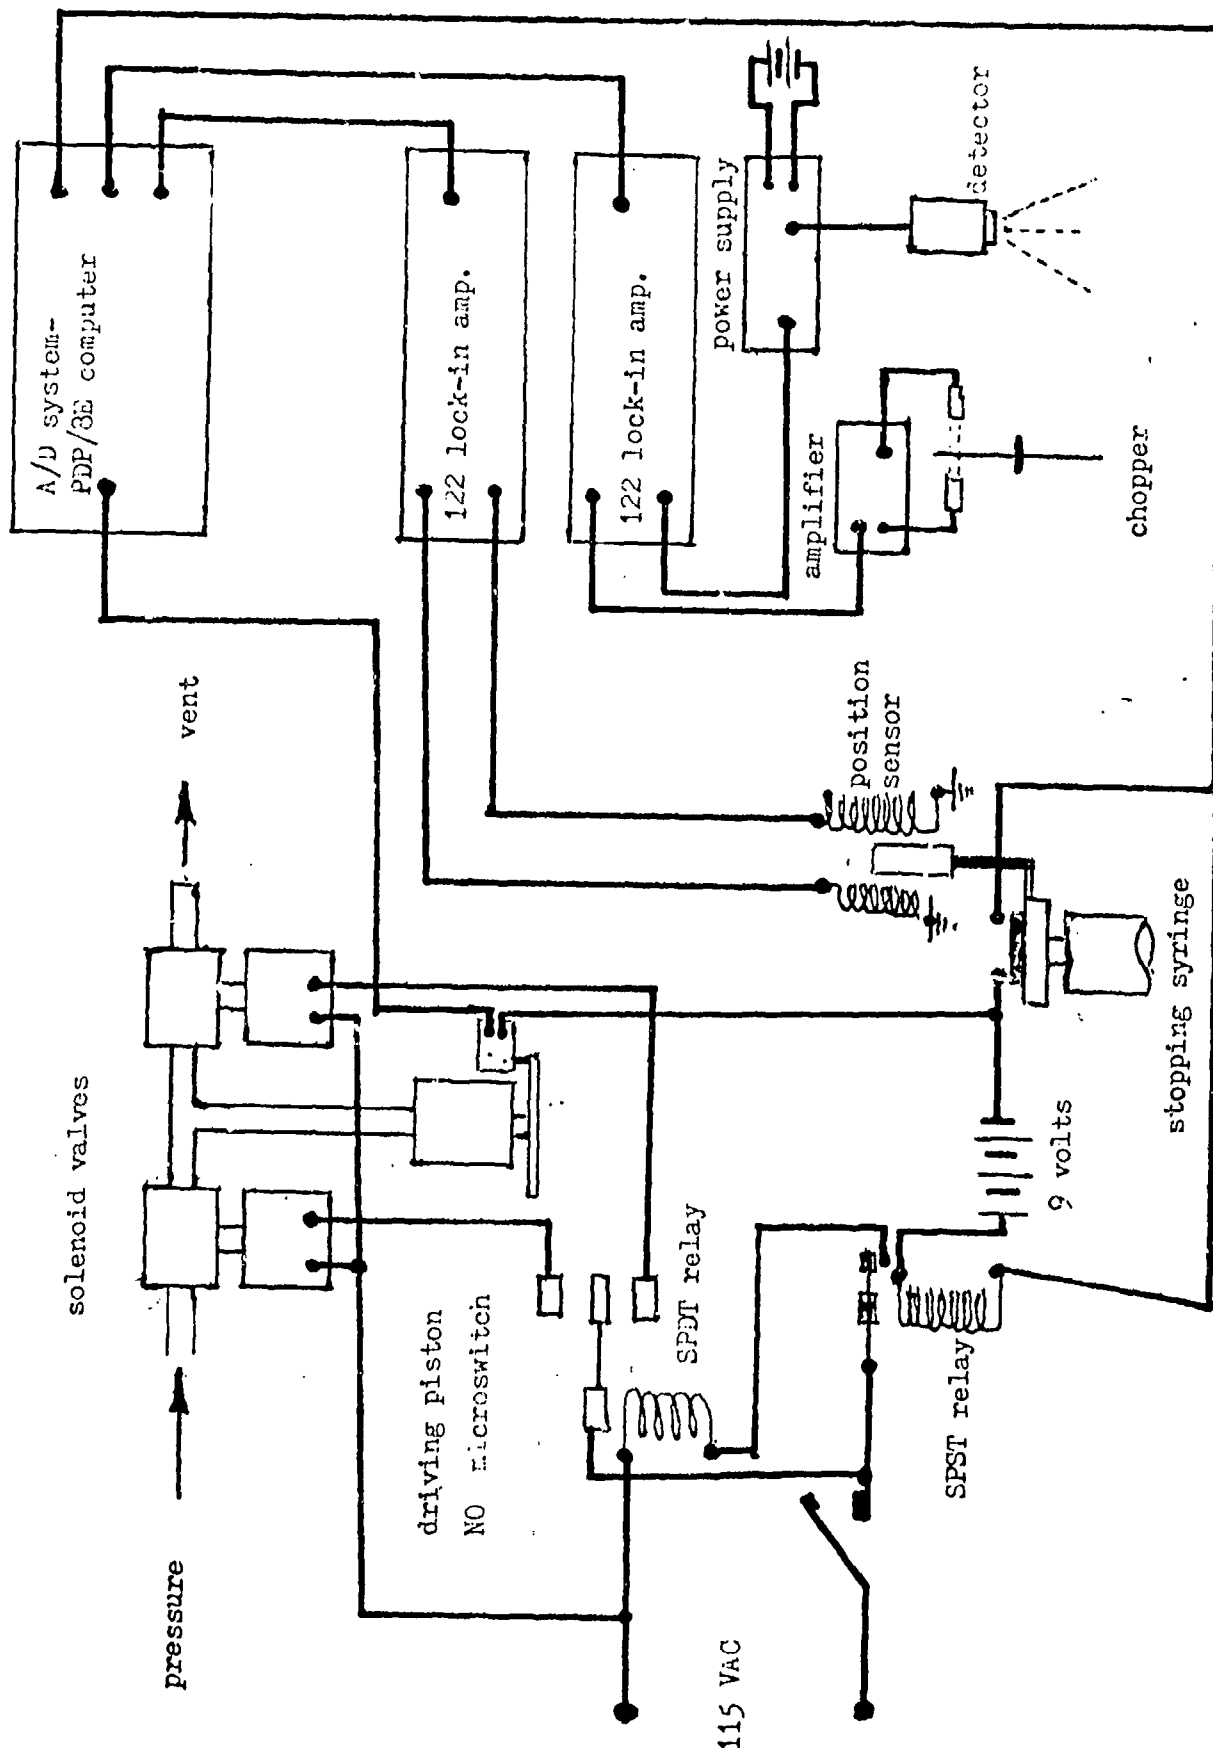 A/D system-
PDP/8E computer
122 lock-in amp.
122 lock-in amp.
power supply
detector
amplifier
chopper
vent
position
sensor
solenoid valves
stopping syringe
9 volts
SPDT relay
driving piston
NO microswitch
SPST relay
pressure
115 VAC